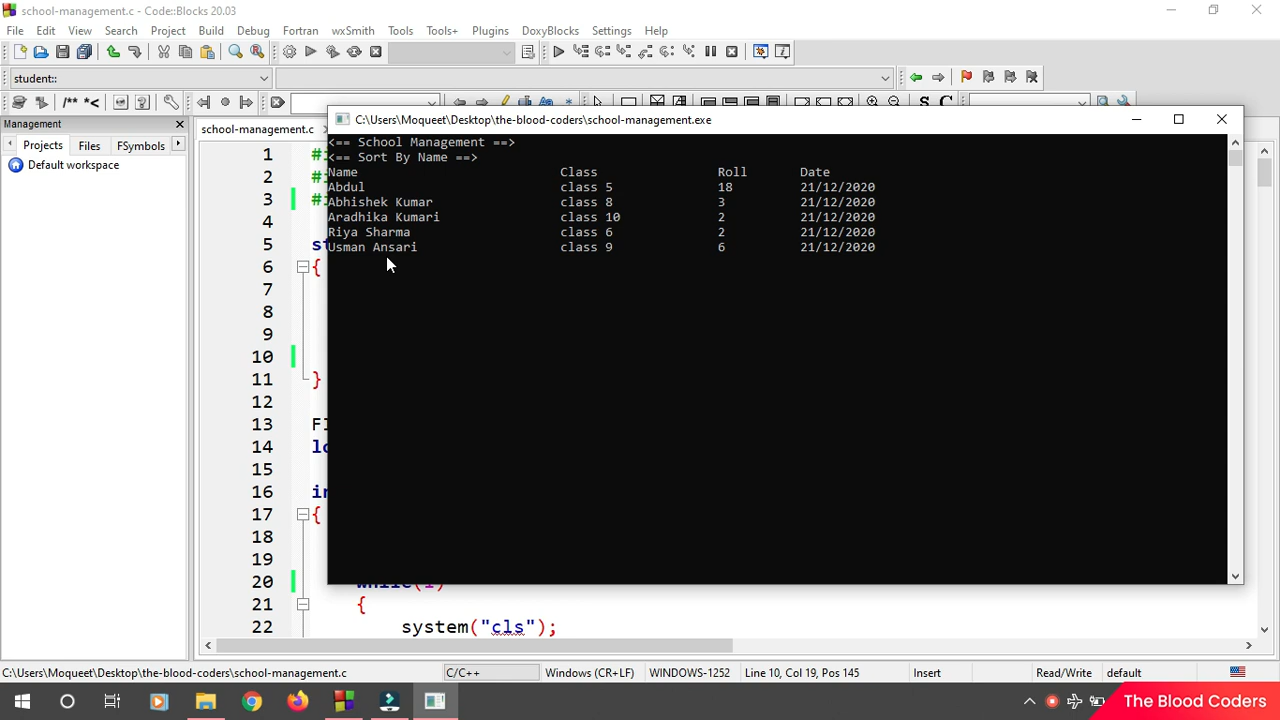 school-management.c - Code::Blocks 20.03
File Edit View Search Project Build Debug Fortran wxSmith Tools Tools+ Plugins DoxyBlocks Settings Help
student::
/** *<
S C
Management
Projects Files FSymbols
Default workspace
school-management.c
C:\Users\Moqueet\Desktop\the-blood-coders\school-management.exe
<== School Management ==>
<== Sort By Name ==>
Name Class Roll Date
Abdul class 5 18 21/12/2020
Abhishek Kumar class 8 3 21/12/2020
Aradhika Kumari class 10 2 21/12/2020
Riya Sharma class 6 2 21/12/2020
Usman Ansari class 9 6 21/12/2020
1
2
3
4
5
6 {
7
8
9
10
11 }
12
13
14
15
16
17 {
18
19
20 while(1)
21 {
22 system("cls");
C:\Users\Moqueet\Desktop\the-blood-coders\school-management.c C/C++ Windows (CR+LF) WINDOWS-1252 Line 10, Col 19, Pos 145 Insert Read/Write default
The Blood Coders